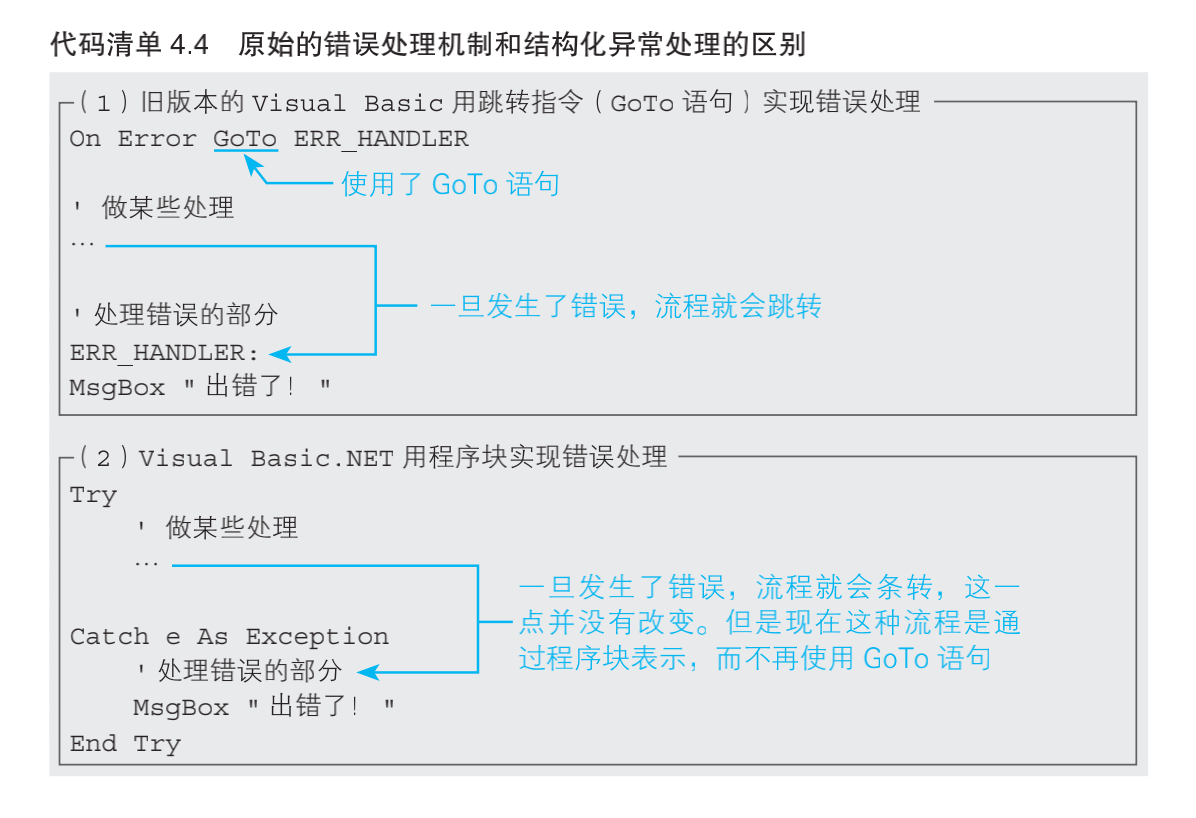 代码清单 4.4 原始的错误处理机制和结构化异常处理的区别
(1)旧版本的 Visual Basic 用跳转指令(GoTo 语句)实现错误处理
On Error GoTo ERR_HANDLER
使用了 GoTo 语句
' 做某些处理
…
一旦发生了错误，流程就会跳转
' 处理错误的部分
ERR_HANDLER:
MsgBox "出错了! "
(2)Visual Basic.NET 用程序块实现错误处理
Try
' 做某些处理
…
一旦发生了错误，流程就会条转，这一
点并没有改变。但是现在这种流程是通
过程序块表示，而不再使用 GoTo 语句
Catch e As Exception
' 处理错误的部分
MsgBox "出错了! "
End Try